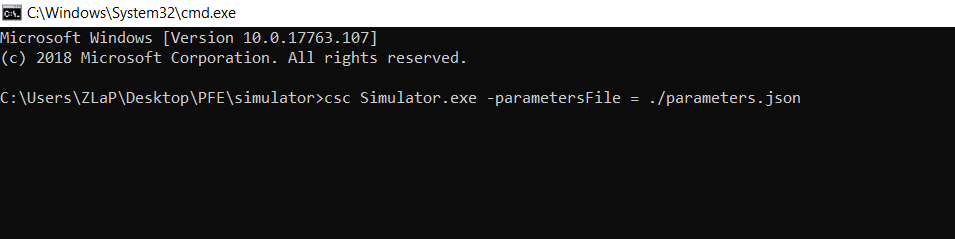 C:\Windows\System32\cmd.exe
Microsoft Windows [Version 10.0.17763.107]
(c) 2018 Microsoft Corporation. All rights reserved.
C:\Users\ZLaP\Desktop\PFE\simulator>csc Simulator.exe -parametersFile = ./parameters.json